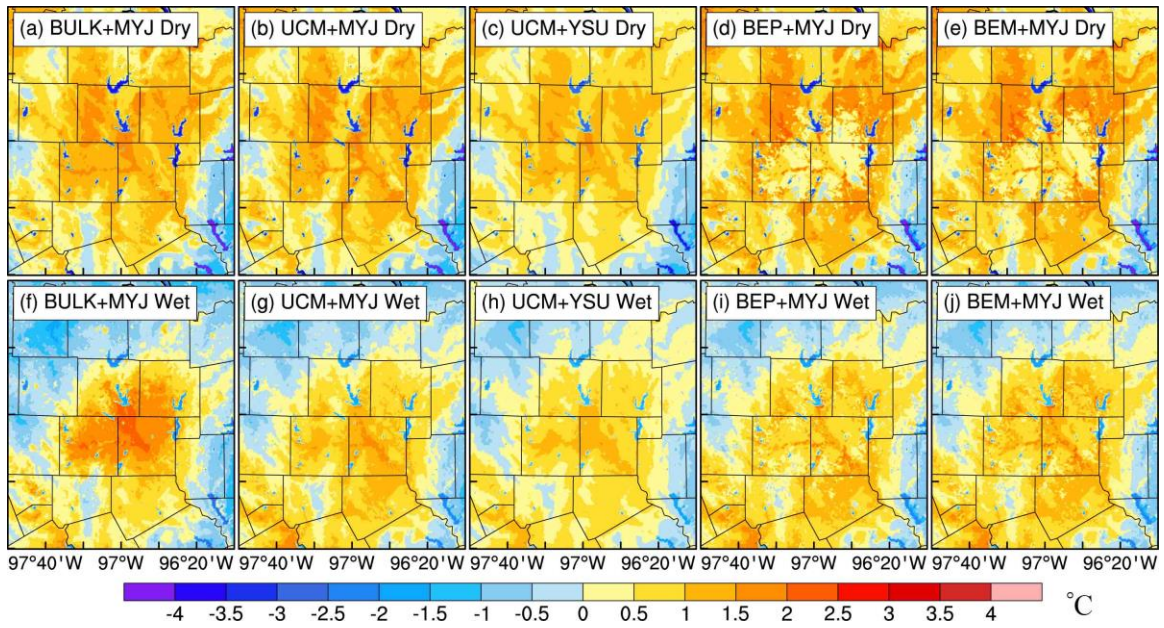 (a) BULK+MYJ Dry (b) UCM+MYJ Dry (c) UCM+YSU Dry (d) BEP+MYJ Dry (e) BEM+MYJ Dry
(f) BULK+MYJ Wet (g) UCM+MYJ Wet (h) UCM+YSU Wet (i) BEP+MYJ Wet (j) BEM+MYJ Wet
97°40' 97°W 96°20' 97°40' 97°W 96°20' 97°40' 97°W 96°20' 97°40' 97°W 96°20' 97°40' 97°W 96°20'
-4 -3.5 -3 -2.5 -2 -1.5 -1 -0.5 0 0.5 1 1.5 2 2.5 3 3.5 4 °C